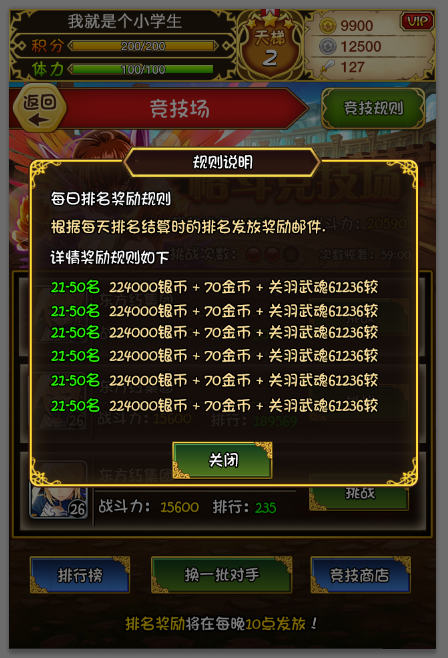 我就是个小学生
积分 200/200
体力 100/100
天梯
2
9900
VIP
12500
127
返回
竞技场
竞技规则
规则说明
每日排名奖励规则
根据每天排名结算时的排名发放奖励邮件.
详情奖励规则如下
21-50名 224000银币 + 70金币 + 关羽武魂61236较
21-50名 224000银币 + 70金币 + 关羽武魂61236较
21-50名 224000银币 + 70金币 + 关羽武魂61236较
21-50名 224000银币 + 70金币 + 关羽武魂61236较
21-50名 224000银币 + 70金币 + 关羽武魂61236较
21-50名 224000银币 + 70金币 + 关羽武魂61236较
关闭
26 战斗力： 15600 排行： 235
挑战
排行榜
换一批对手
竞技商店
排名奖励将在每晚10点发放！